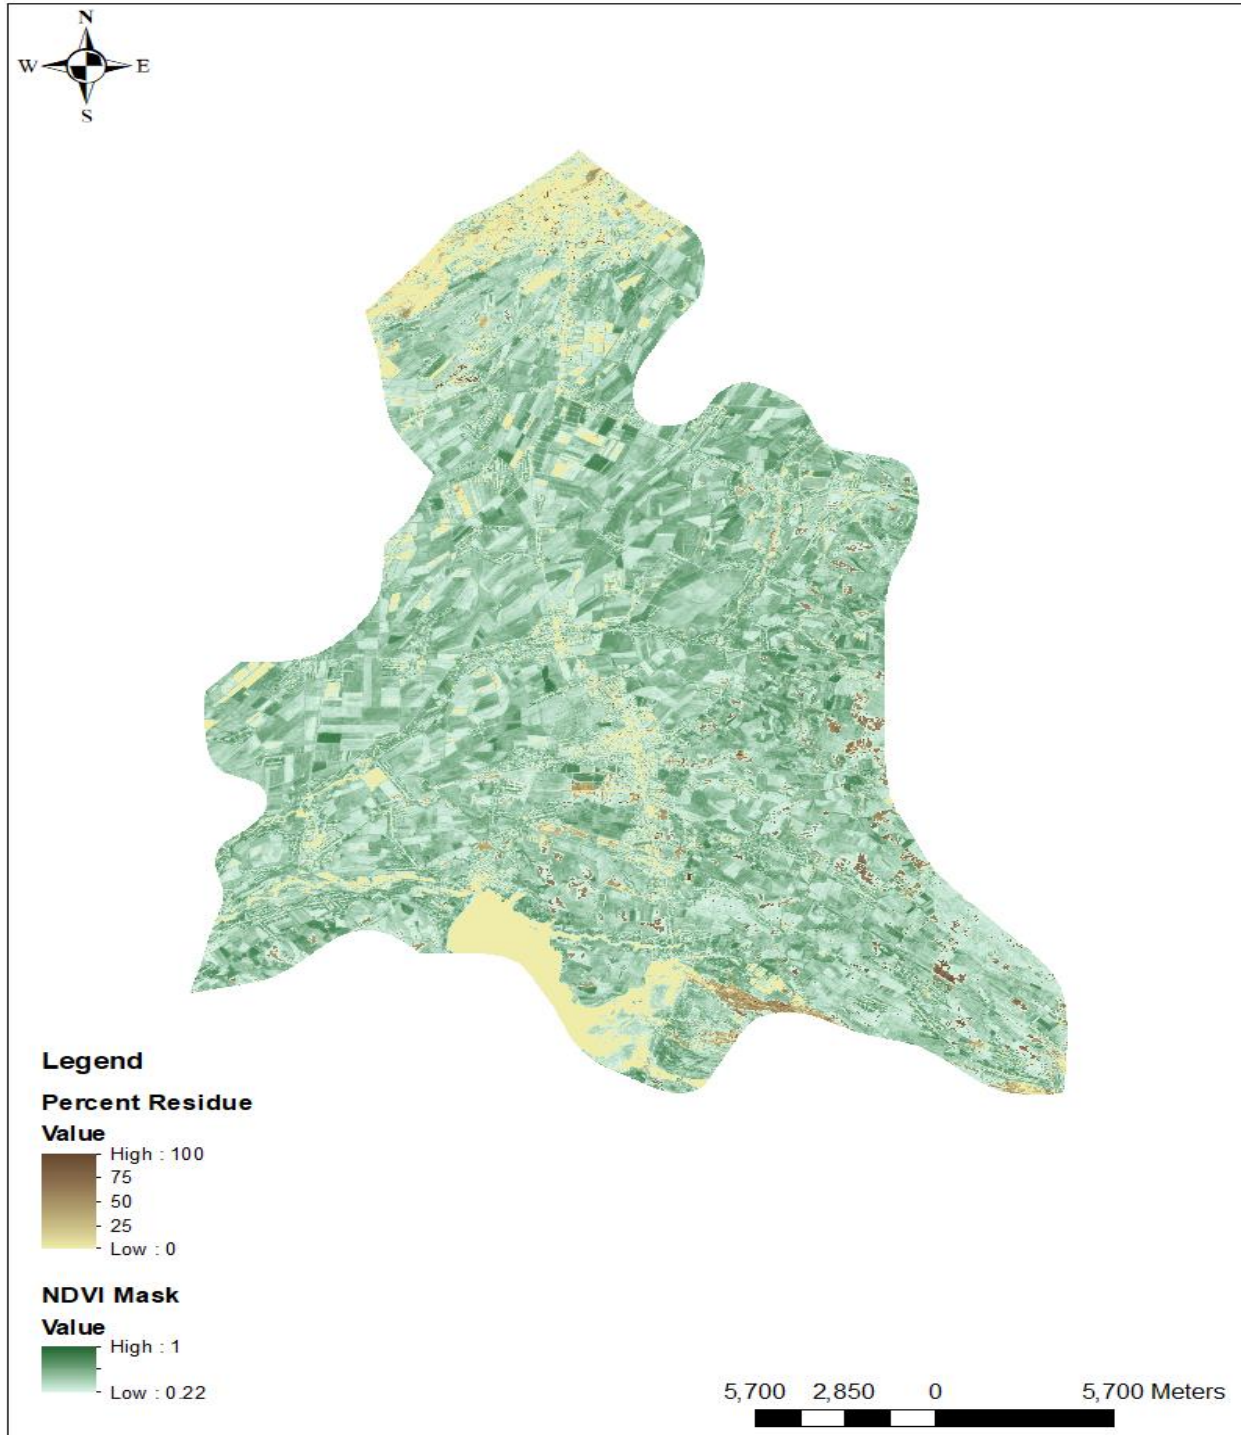 N
W E
S
Legend
Percent Residue
Value
High : 100
75
50
25
Low : 0
NDVI Mask
Value
High : 1
Low : 0.22
5,700 2,850 0 5,700 Meters